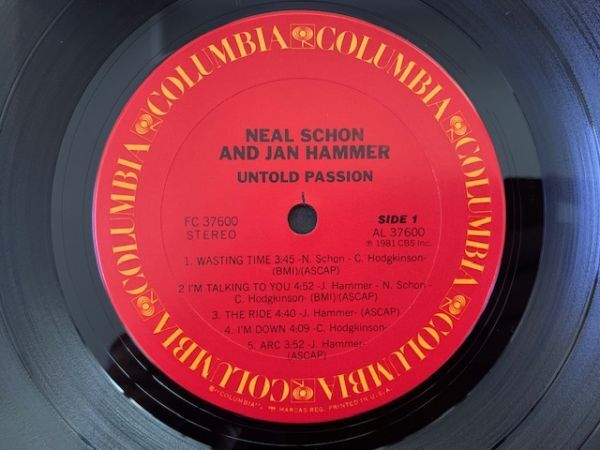 COLUMBIA COLUMBIA COLUMBIA COLUMBIA COLUMBIA COLUMBIA
NEAL SCHON
AND JAN HAMMER
UNTOLD PASSION
FC 37600
STEREO
SIDE 1
AL 37600
℗ 1981 CBS Inc.
1. WASTING TIME 3:45 -N. Schon - C. Hodgkinson-
(BMI)/(ASCAP)
2 I'M TALKING TO YOU 4:52 -J. Hammer - N. Schon -
C. Hodgkinson- (BMI)/(ASCAP)
3. THE RIDE 4:40 -J. Hammer- (ASCAP)
4. I'M DOWN 4:09 -C. Hodgkinson-
5. ARC 3:52 -J. Hammer-
(ASCAP)
"COLUMBIA", MARCAS REG. PRINTED IN U.S.A.